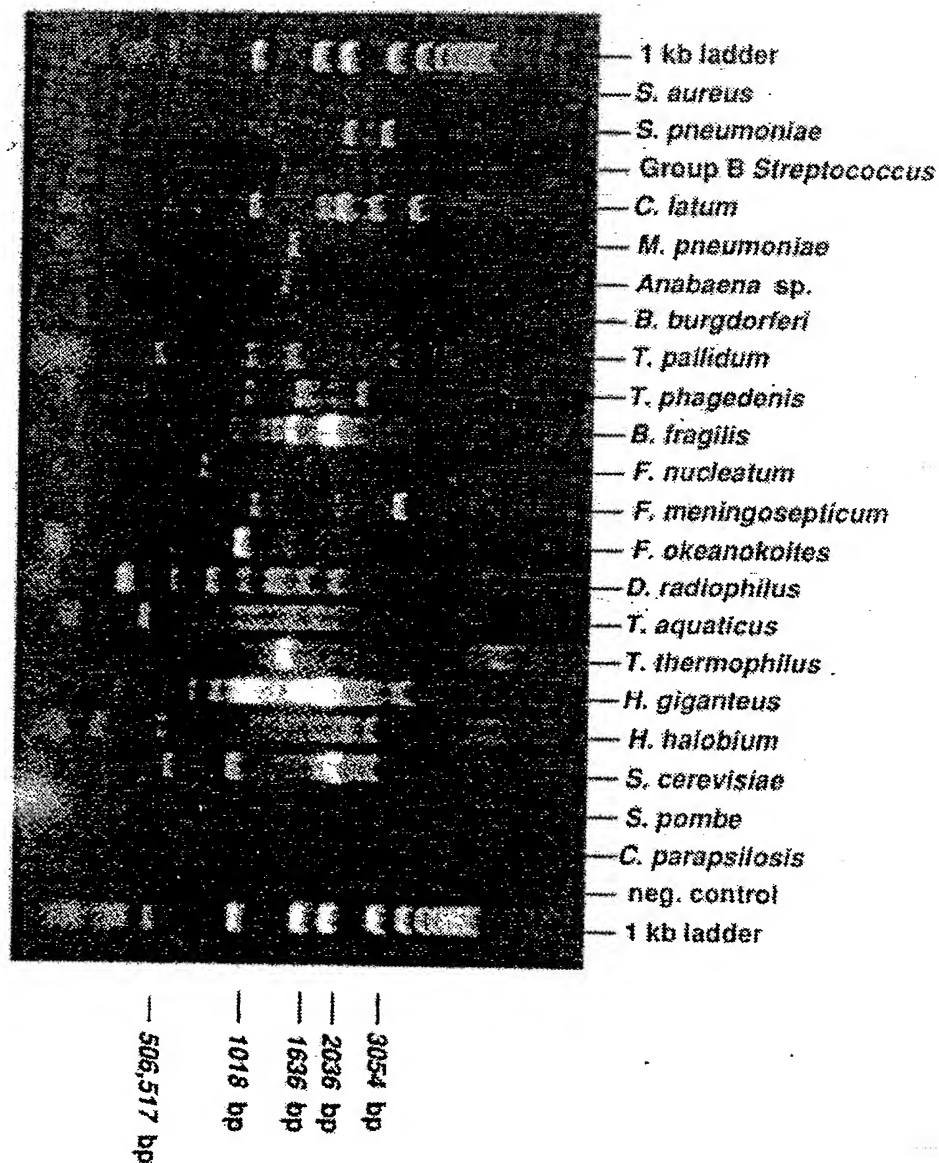 1 kb ladder
S. aureus
S. pneumoniae
Group B Streptococcus
C. latum
M. pneumoniae
Anabaena sp.
B. burgdorferi
T. pallidum
T. phagedenis
B. fragilis
F. nucleatum
F. meningosepticum
F. okeanokoites
D. radiophilus
T. aquaticus
T. thermophilus
H. giganteus
H. halobium
S. cerevisiae
S. pombe
C. parapsilosis
neg. control
1 kb ladder
506,517 bp
1018 bp
1636 bp
2036 bp
3054 bp